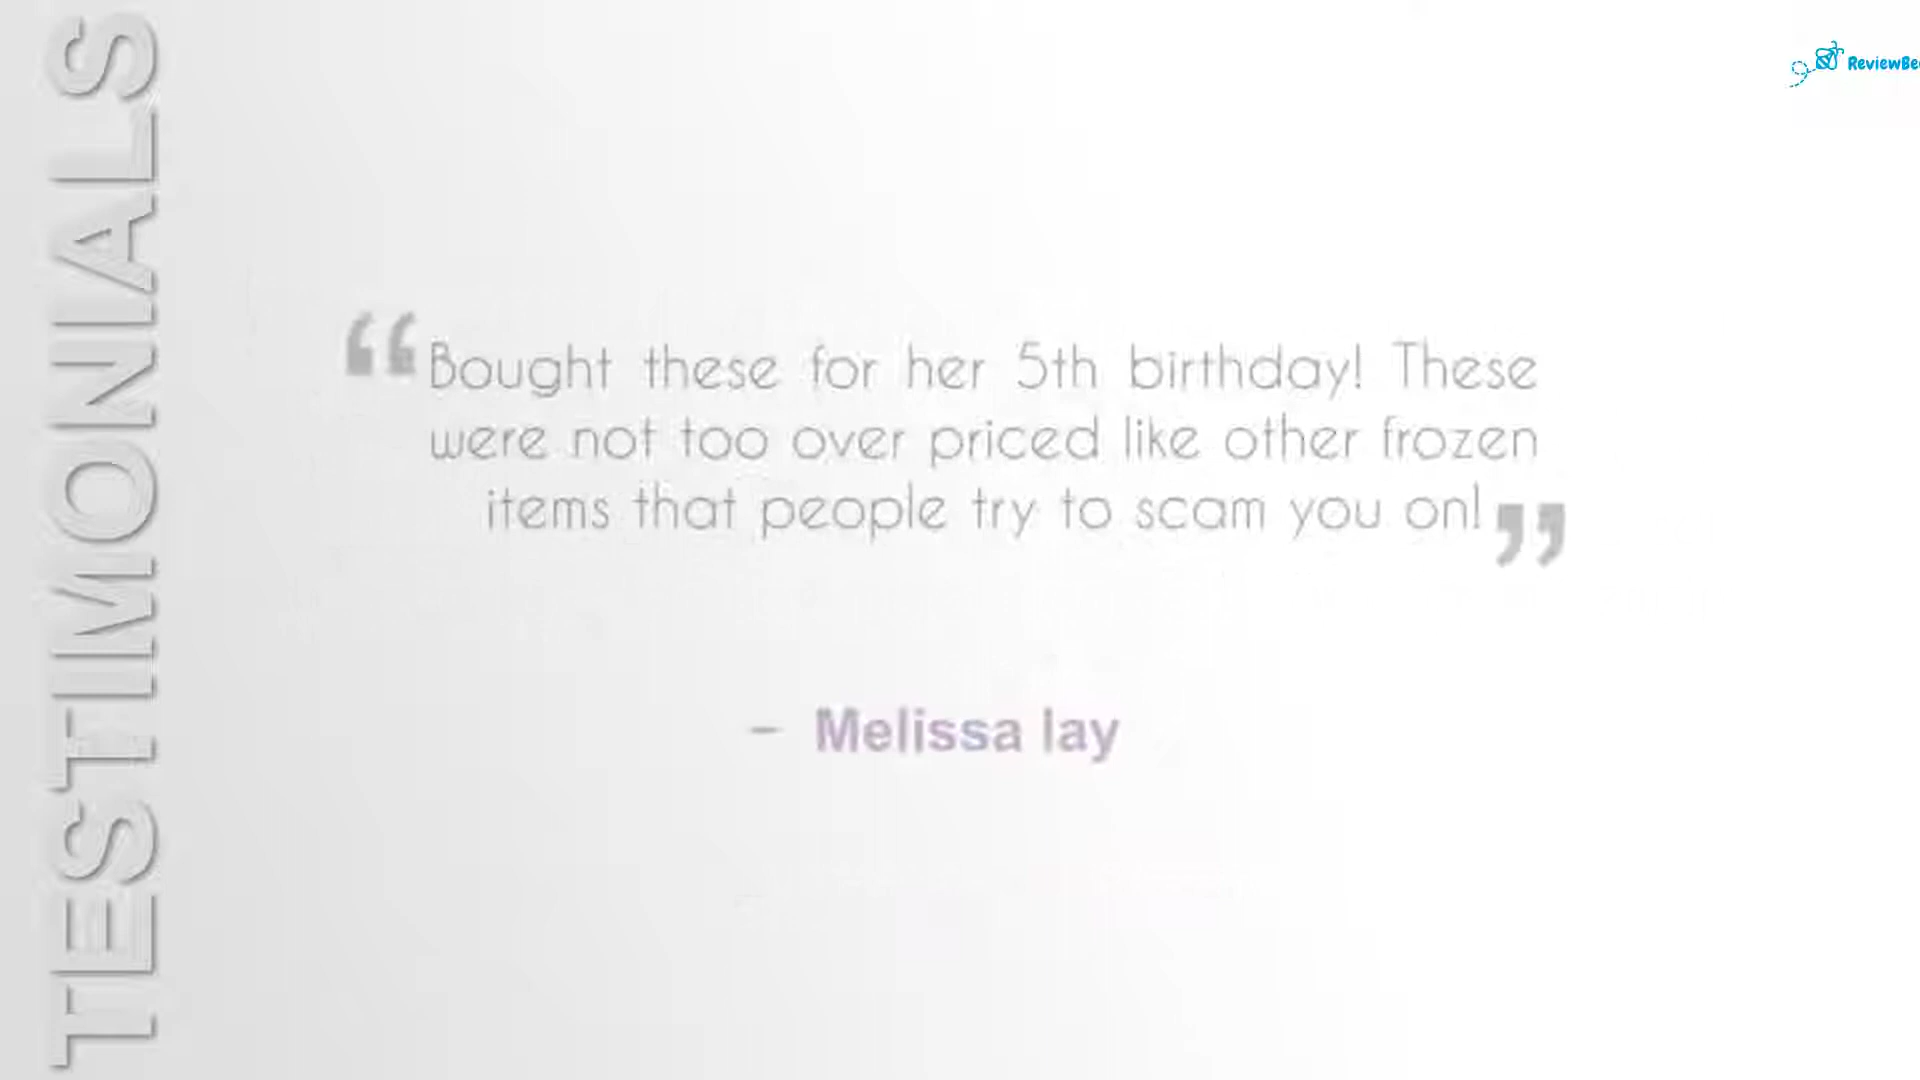 TESTIMONIALS
ReviewBee
“Bought these for her 5th birthday! These
were not too over priced like other frozen
items that people try to scam you on!”
– Melissa lay